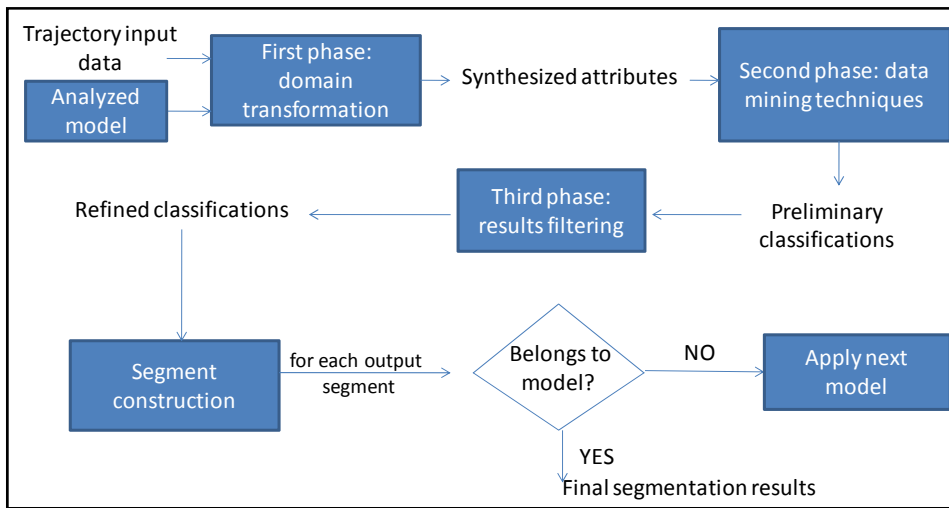 Trajectory input
data
Analyzed
model
First phase:
domain
transformation
Synthesized attributes
Second phase: data
mining techniques
Preliminary
classifications
Third phase:
results filtering
Refined classifications
Segment
construction
for each output
segment
Belongs to
model?
NO
Apply next
model
YES
Final segmentation results